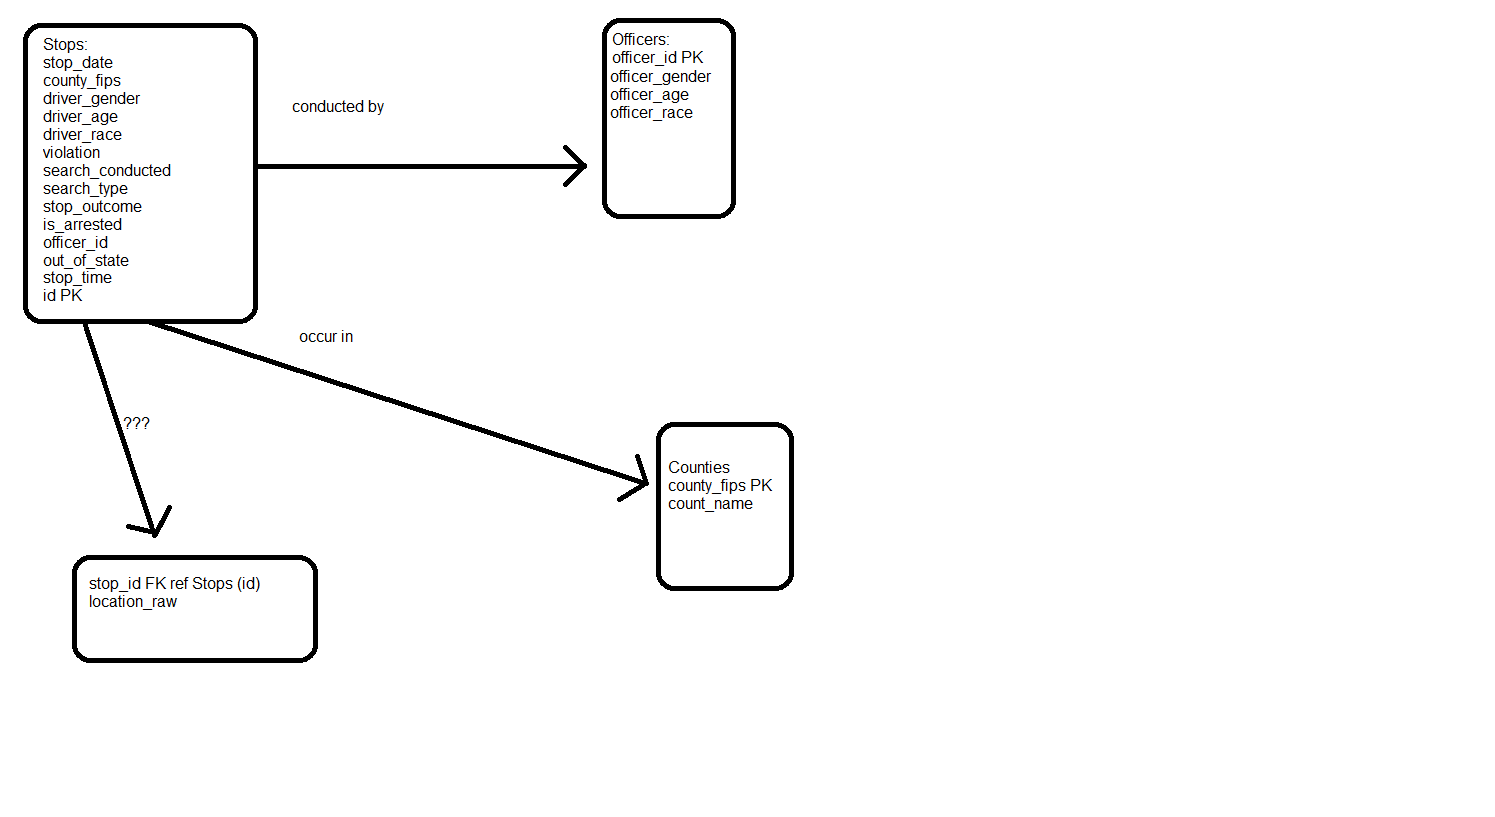 Stops:
stop_date
county_fips
driver_gender
driver_age
driver_race
violation
search_conducted
search_type
stop_outcome
is_arrested
officer_id
out_of_state
stop_time
id PK
conducted by
Officers:
officer_id PK
officer_gender
officer_age
officer_race
occur in
???
Counties
county_fips PK
count_name
stop_id FK ref Stops (id)
location_raw